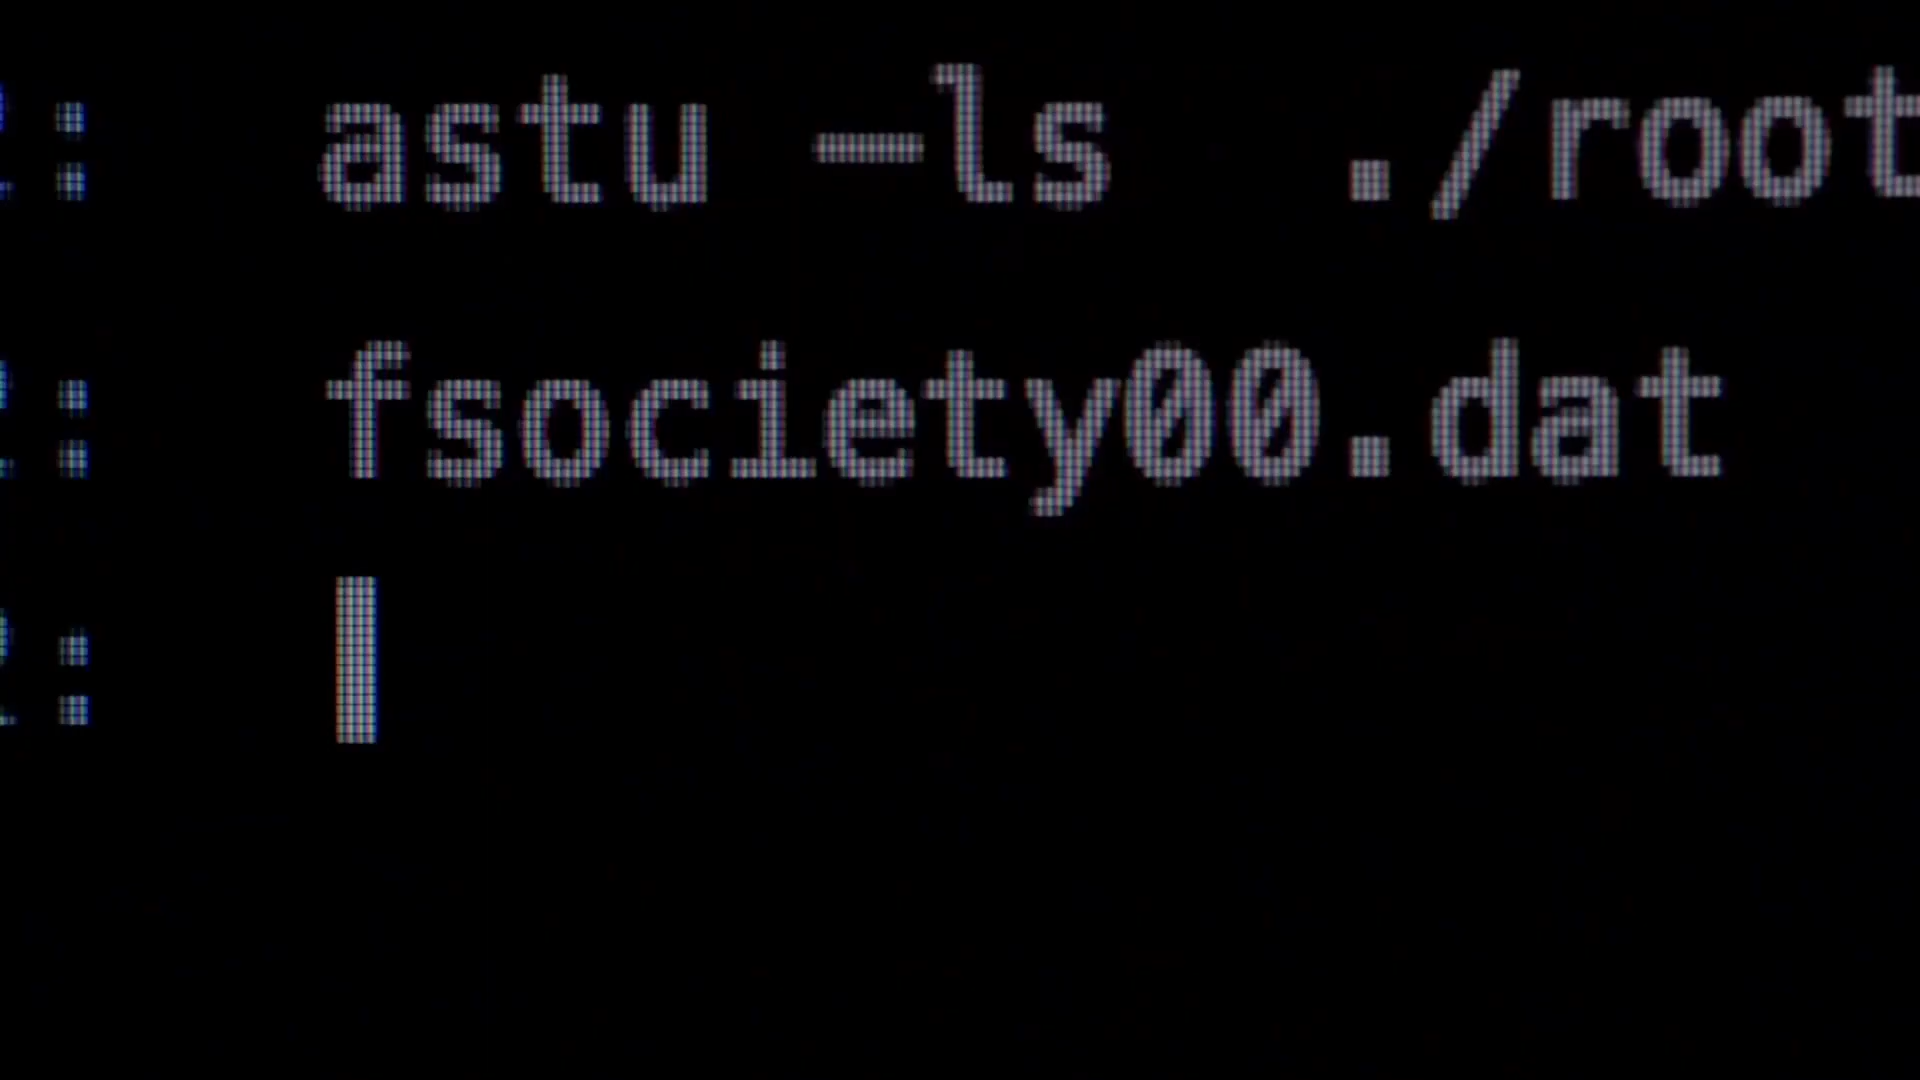 : astu -ls ./root
: fsociety00.dat
: